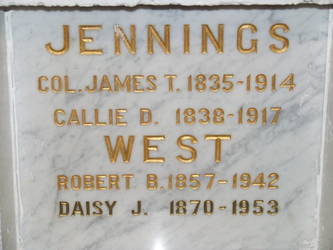 JENNINGS
COL. JAMES T. 1835-1914
CALLIE D. 1838-1917
WEST
ROBERT B. 1857-1942
DAISY J. 1870-1953